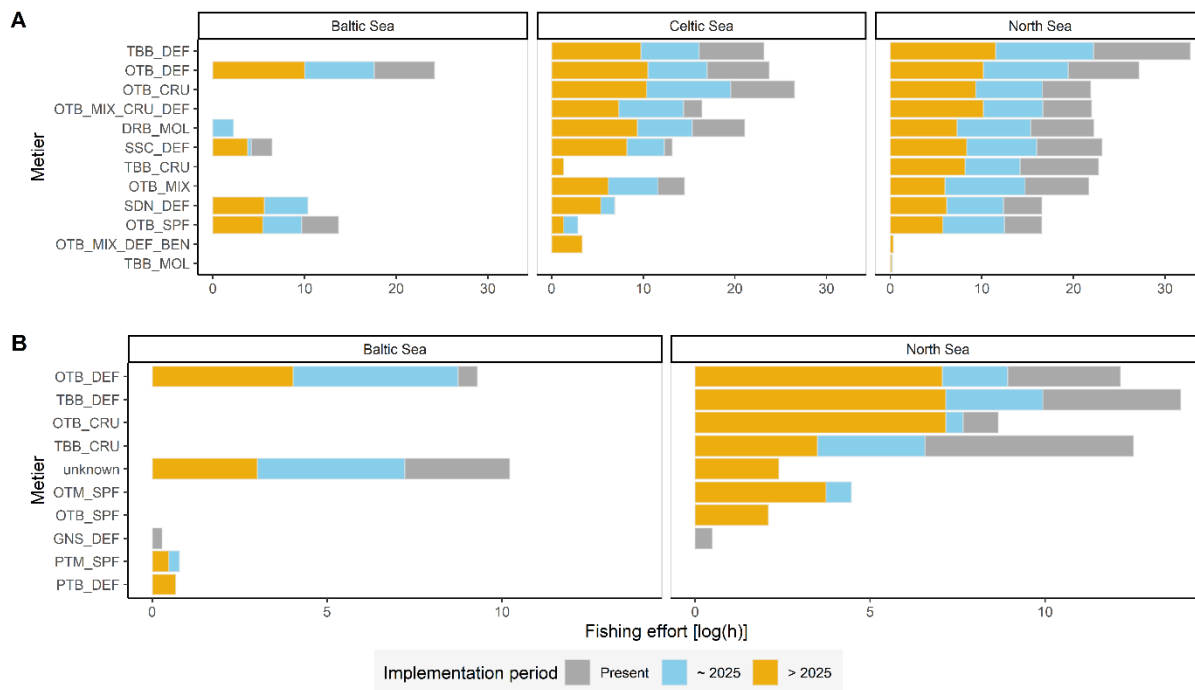 A
Baltic Sea
Celtic Sea
North Sea
Metier
TBB_DEF
OTB_DEF
OTB_CRU
OTB_MIX_CRU_DEF
DRB_MOL
SSC_DEF
TBB_CRU
OTB_MIX
SDN_DEF
OTB_SPF
OTB_MIX_DEF_BEN
TBB_MOL
0 10 20 30
0 10 20 30
0 10 20 30
B
Baltic Sea
North Sea
Metier
OTB_DEF
TBB_DEF
OTB_CRU
TBB_CRU
unknown
OTM_SPF
OTB_SPF
GNS_DEF
PTM_SPF
PTB_DEF
0 5 10
0 5 10
Fishing effort [log(h)]
Implementation period Present ~ 2025 > 2025